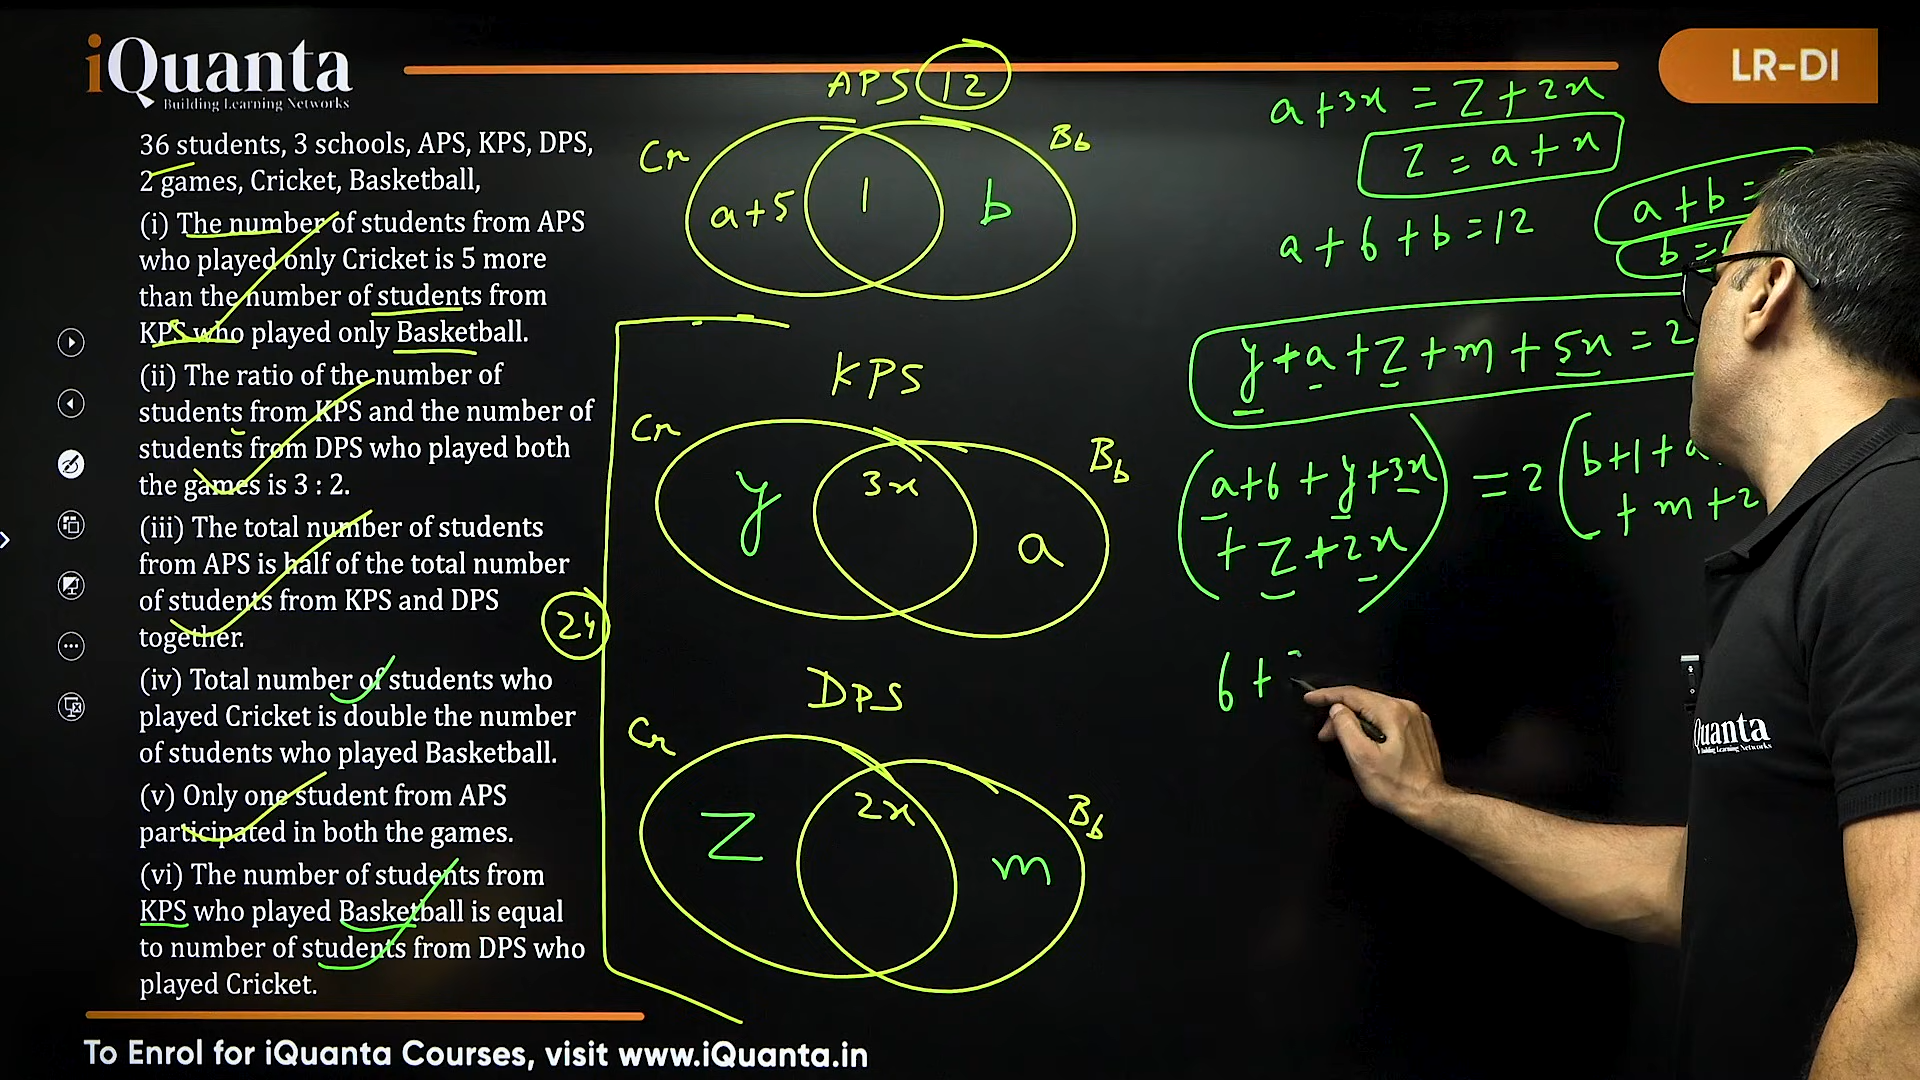 iQuanta
Building Learning Networks
LR-DI
36 students, 3 schools, APS, KPS, DPS,
2 games, Cricket, Basketball,
(i) The number of students from APS
who played only Cricket is 5 more
than the number of students from
KPS who played only Basketball.
(ii) The ratio of the number of
students from KPS and the number of
students from DPS who played both
the games is 3 : 2.
(iii) The total number of students
from APS is half of the total number
of students from KPS and DPS
together.
(iv) Total number of students who
played Cricket is double the number
of students who played Basketball.
(v) Only one student from APS
participated in both the games.
(vi) The number of students from
KPS who played Basketball is equal
to number of students from DPS who
played Cricket.
APS 12
Cr
Bb
a+5
1
b
24
KPS
Cr
Bb
y
3x
a
DPS
Cr
Bb
Z
2x
m
a+3x = Z+2x
Z = a+x
a+6+b=12
a+b=
b=
y+a+Z+m+5x=2
(a+6+y+3x
+Z+2x)
=2(b+1+a
+m+2
6+
Quanta
Building Learning Networks
To Enrol for iQuanta Courses, visit www.iQuanta.in